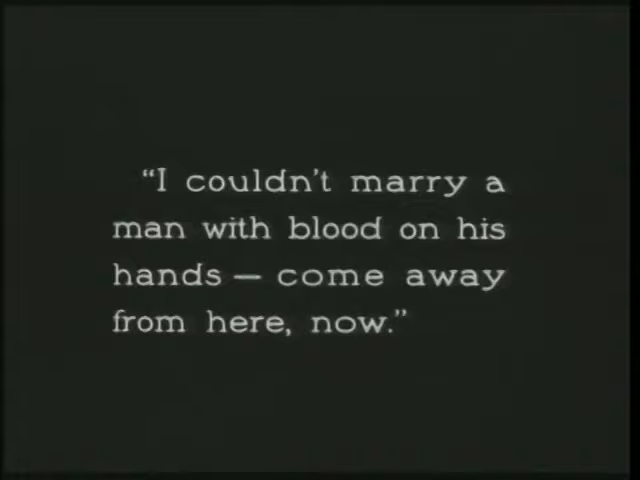 “I couldn't marry a
man with blood on his
hands — come away
from here, now.”